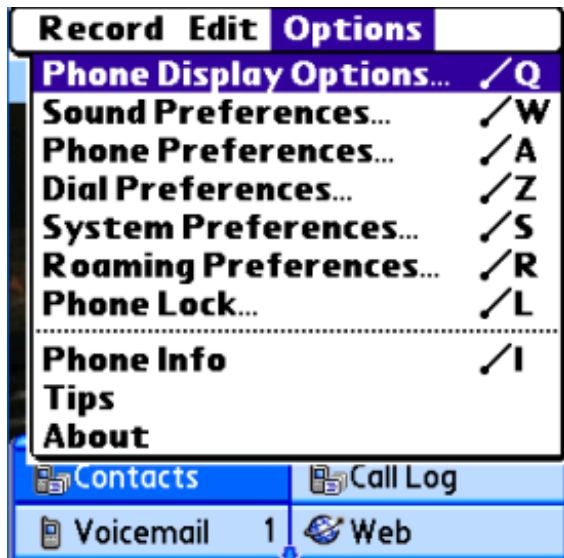 Record Edit Options
Phone Display Options... /Q
Sound Preferences... /W
Phone Preferences... /A
Dial Preferences... /Z
System Preferences... /S
Roaming Preferences... /R
Phone Lock... /L
Phone Info /I
Tips
About
Contacts Call Log
Voicemail 1 Web